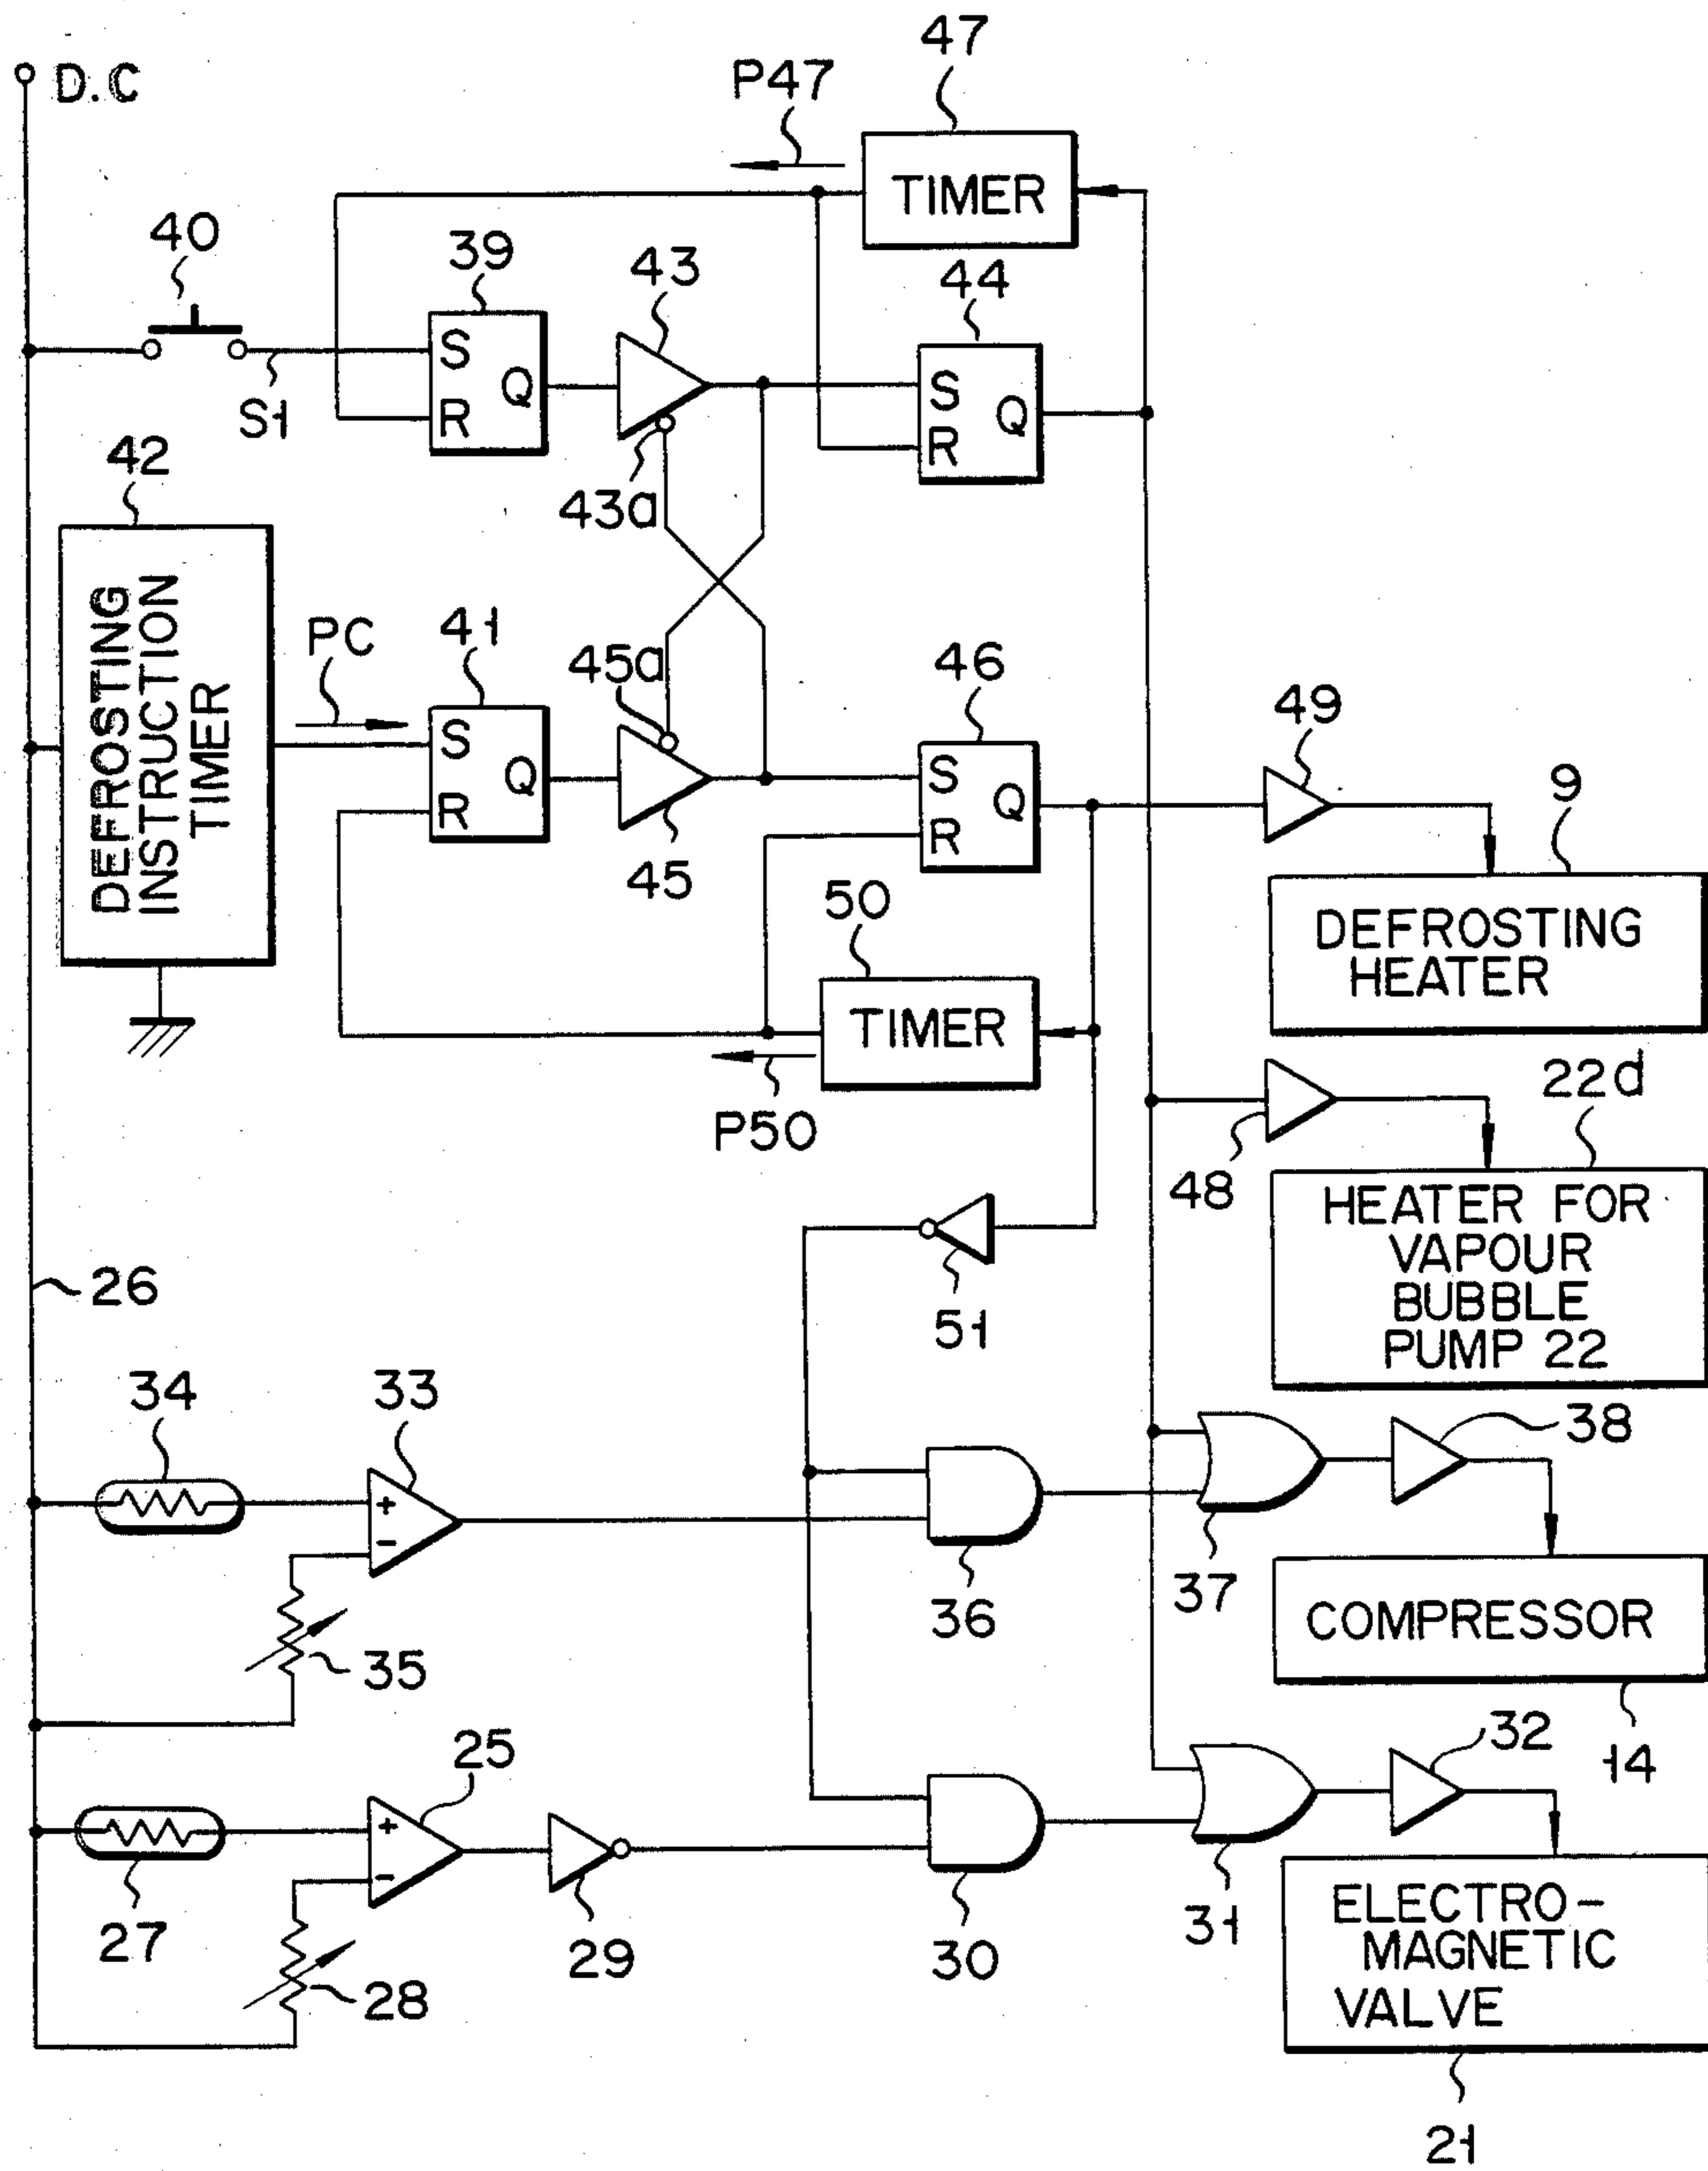 47
D.C
P47
TIMER
40
39
43
44
S
R
Q
S1
S
R
Q
42
43a
DEFROSTING
INSTRUCTION
TIMER
PC
41
45a
46
49
S
R
Q
S
R
Q
9
45
50
DEFROSTING
HEATER
TIMER
22d
P50
48
HEATER FOR
VAPOUR
BUBBLE
PUMP 22
26
51
34
33
38
+
-
36
37
COMPRESSOR
35
25
32
14
+
-
27
28
29
30
31
ELECTRO-
MAGNETIC
VALVE
21